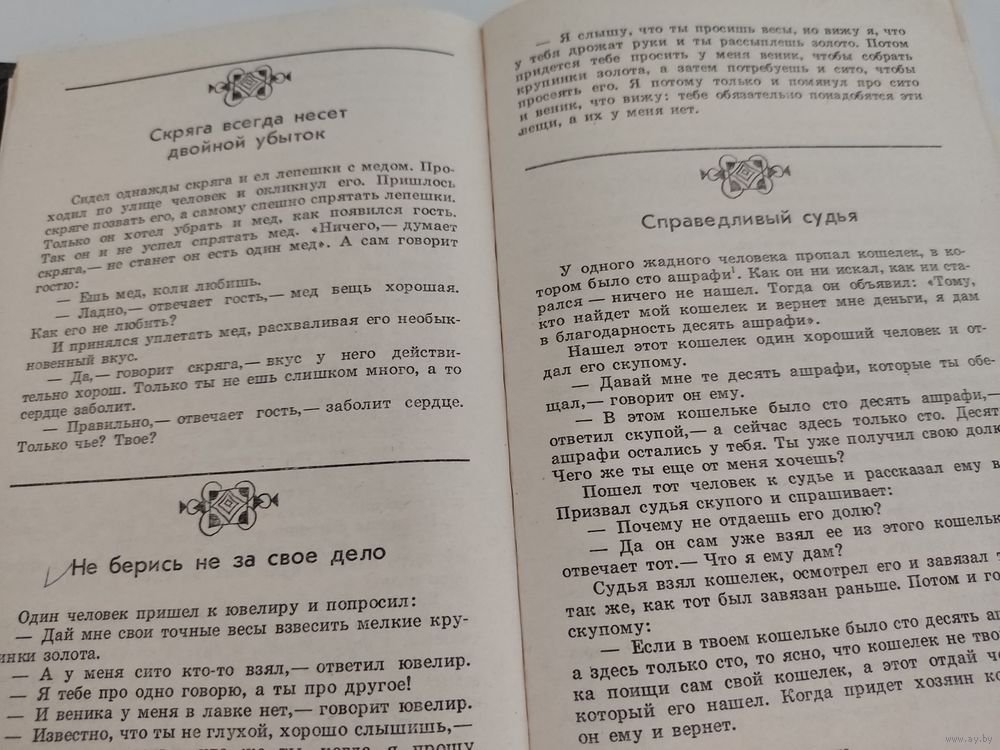 Скряга всегда несет
двойной убыток
Сидел однажды скряга и ел лепешки с медом. Про-
ходил по улице человек и окликнул его. Пришлось
скряге позвать его, а самому спешно спрятать лепешки.
Только он хотел убрать и мед, как появился гость.
Так он и не успел спрятать мед. «Ничего,— думает
скряга,— не станет он есть один мед». А сам говорит
гостю:
— Ешь мед, коли любишь.
— Ладно,— отвечает гость,— мед вещь хорошая.
Как его не любить?
И принялся уплетать мед, расхваливая его необык-
новенный вкус.
— Да,— говорит скряга,— вкус у него действи-
тельно хорош. Только ты не ешь слишком много, а то
сердце заболит.
— Правильно,— отвечает гость,— заболит сердце.
Только чье? Твое?
Не берись не за свое дело
Один человек пришел к ювелиру и попросил:
— Дай мне свои точные весы взвесить мелкие кру-
инки золота.
— А у меня сито кто-то взял,— ответил ювелир.
— Я тебе про одно говорю, а ты про другое!
— И веника у меня в лавке нет,— говорит ювелир.
— Известно, что ты не глухой, хорошо слышишь,—
что же ты, когда я прошу
— Я слышу, что ты просишь весы, но вижу я, что
у тебя дрожат руки и ты рассыплешь золото. Потом
придется тебе просить у меня веник, чтобы собрать
крупинки золота, а затем потребуешь и сито, чтобы
просеять его. Я потому только и помянул про сито
и веник, что вижу: тебе обязательно понадобятся эти
вещи, а их у меня нет.
Справедливый судья
У одного жадного человека пропал кошелек, в ко-
тором было сто ашрафи¹. Как он ни искал, как ни ста-
рался — ничего не нашел. Тогда он объявил: «Тому,
кто найдет мой кошелек и вернет мне деньги, я дам
в благодарность десять ашрафи».
Нашел этот кошелек один хороший человек и от-
дал его скупому.
— Давай мне те десять ашрафи, которые ты обе-
щал,— говорит он ему.
— В этом кошельке было сто десять ашрафи,—
ответил скупой,— а сейчас здесь только сто. Десят
ашрафи остались у тебя. Ты уже получил свою долю
Чего же ты еще от меня хочешь?
Пошел тот человек к судье и рассказал ему в
Призвал судья скупого и спрашивает:
— Почему не отдаешь его долю?
— Да он сам уже взял ее из этого кошельк
отвечает тот.— Что я ему дам?
Судья взял кошелек, осмотрел его и завязал т
так же, как тот был завязан раньше. Потом и го
скупому:
— Если в твоем кошельке было сто десять аш
а здесь только сто, то ясно, что кошелек не тво
ка поищи сам свой кошелек, а этот отдай че
который его нашел. Когда придет хозяин ко
он ему и вернет.
www.ay.by